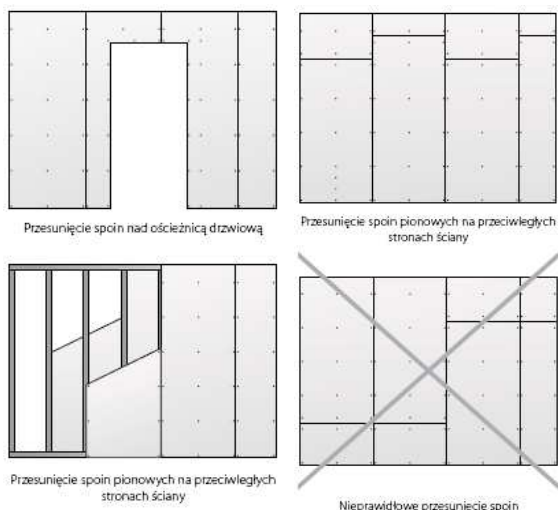 Przesunięcie spoin nad ościeżnicą drzwiową
Przesunięcie spoin pionowych na przeciwległych
stronach ściany
Przesunięcie spoin pionowych na przeciwległych
stronach ściany
Nieprawidłowe przesunięcie spoin